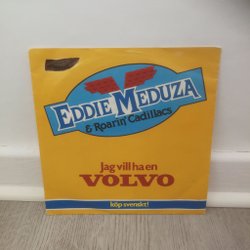 EDDIE MEDUZA
& Roarin' Cadillacs
Jag vill ha en
VOLVO
köp svenskt!